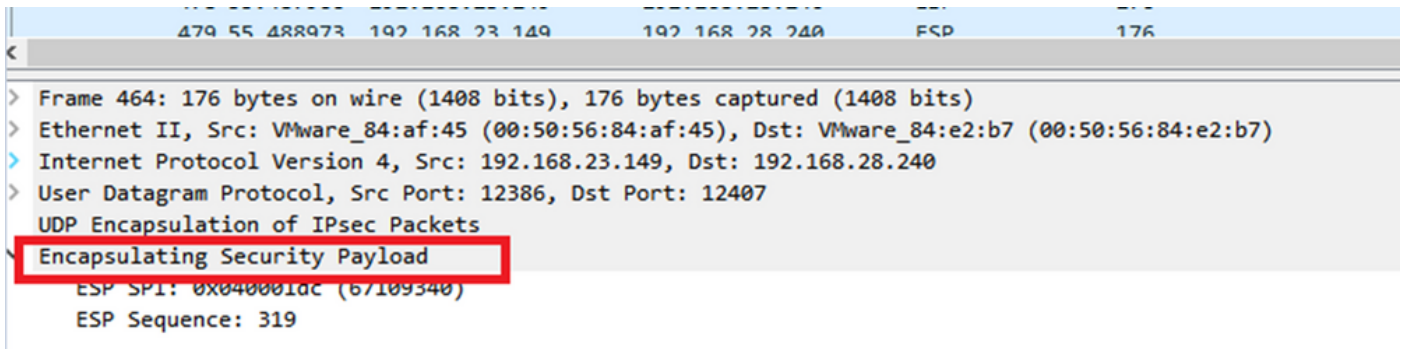 479 55.488973 192.168.23.149 192.168.28.240 ESP 176
Frame 464: 176 bytes on wire (1408 bits), 176 bytes captured (1408 bits)
Ethernet II, Src: VMware_84:af:45 (00:50:56:84:af:45), Dst: VMware_84:e2:b7 (00:50:56:84:e2:b7)
Internet Protocol Version 4, Src: 192.168.23.149, Dst: 192.168.28.240
User Datagram Protocol, Src Port: 12386, Dst Port: 12407
UDP Encapsulation of IPsec Packets
Encapsulating Security Payload
ESP SPI: 0x040001dc (67109340)
ESP Sequence: 319